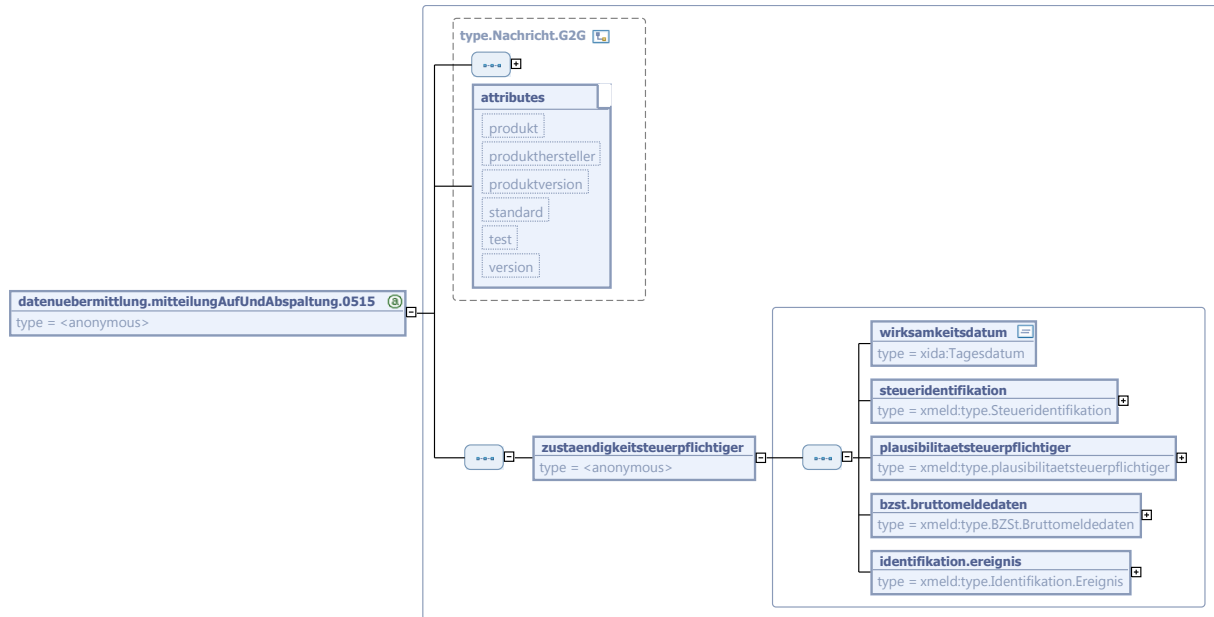 type.Nachricht.G2G
attributes
produkt
produkthersteller
produktversion
standard
test
version
datenuebermittlung.mitteilungAufUndAbspaltung.0515
type = <anonymous>
zustaendigkeitsteuerpflichtiger
type = <anonymous>
wirksamkeitsdatum
type = xida:Tagesdatum
steueridentifikation
type = xmeld:type.Steueridentifikation
plausibilitaetsteuerpflichtiger
type = xmeld:type.plausibilitaetsteuerpflichtiger
bzst.bruttomeldedaten
type = xmeld:type.BZSt.Bruttomeldedaten
identifikation.ereignis
type = xmeld:type.Identifikation.Ereignis